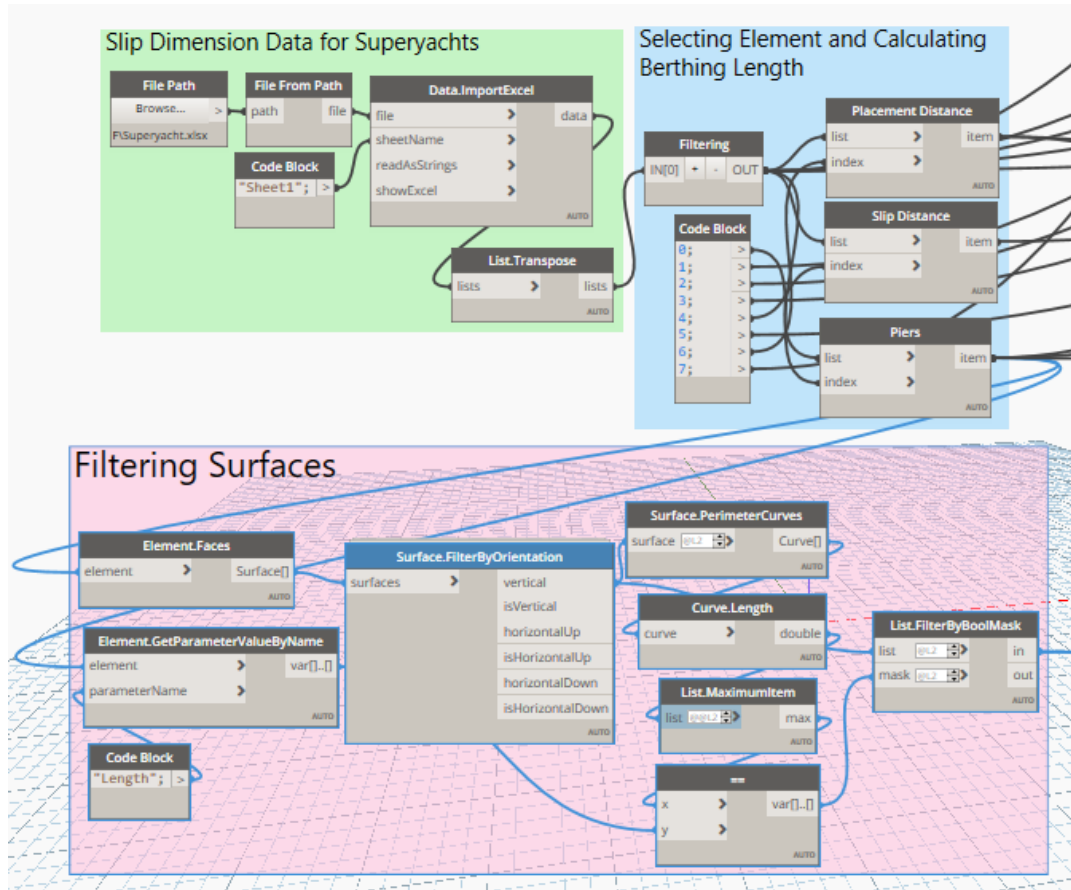 Slip Dimension Data for Superyachts
File Path
Browse... >
F\Superyacht.xlsx
File From Path
path file
Code Block
"Sheet1"; >
Data.ImportExcel
file > data
sheetName >
readAsStrings >
showExcel >
AUTO
List.Transpose
lists > lists
AUTO
Selecting Element and Calculating
Berthing Length
Filtering
IN[0] + - OUT
Code Block
0; >
1; >
2; >
3; >
4; >
5; >
6; >
7; >
Placement Distance
list > item
index >
AUTO
Slip Distance
list > item
index >
AUTO
Piers
list > item
index >
AUTO
Filtering Surfaces
Element.Faces
element > Surface[]
AUTO
Element.GetParameterValueByName
element > var[]..[]
parameterName >
AUTO
Code Block
"Length"; >
Surface.FilterByOrientation
surfaces > vertical
isVertical
horizontalUp
isHorizontalUp
horizontalDown
isHorizontalDown
AUTO
Surface.PerimeterCurves
surface @L2 > Curve[]
AUTO
Curve.Length
curve > double
AUTO
List.MaximumItem
list @@L2 > max
AUTO
==
x > var[]..[]
y >
AUTO
List.FilterByBoolMask
list @L2 > in
mask @L2 > out
AUTO